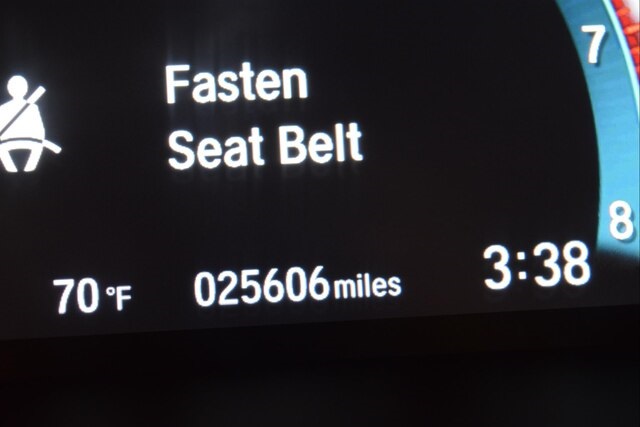 7
Fasten
Seat Belt
8
70 °F 025606 miles 3:38